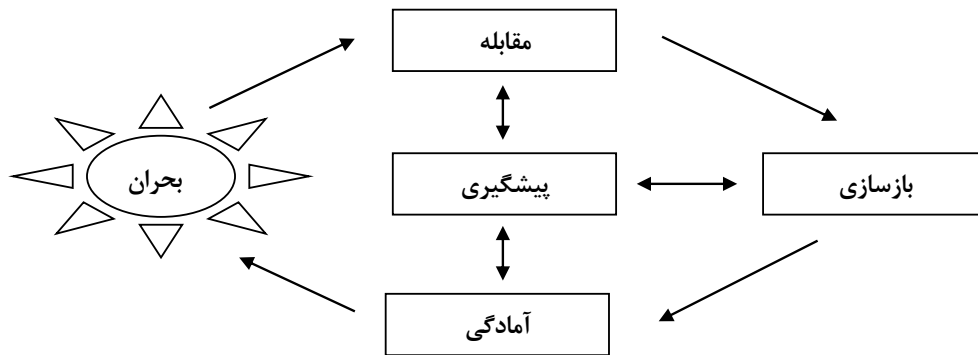 مقابله
بازسازی
پیشگیری
بحران
آمادگی